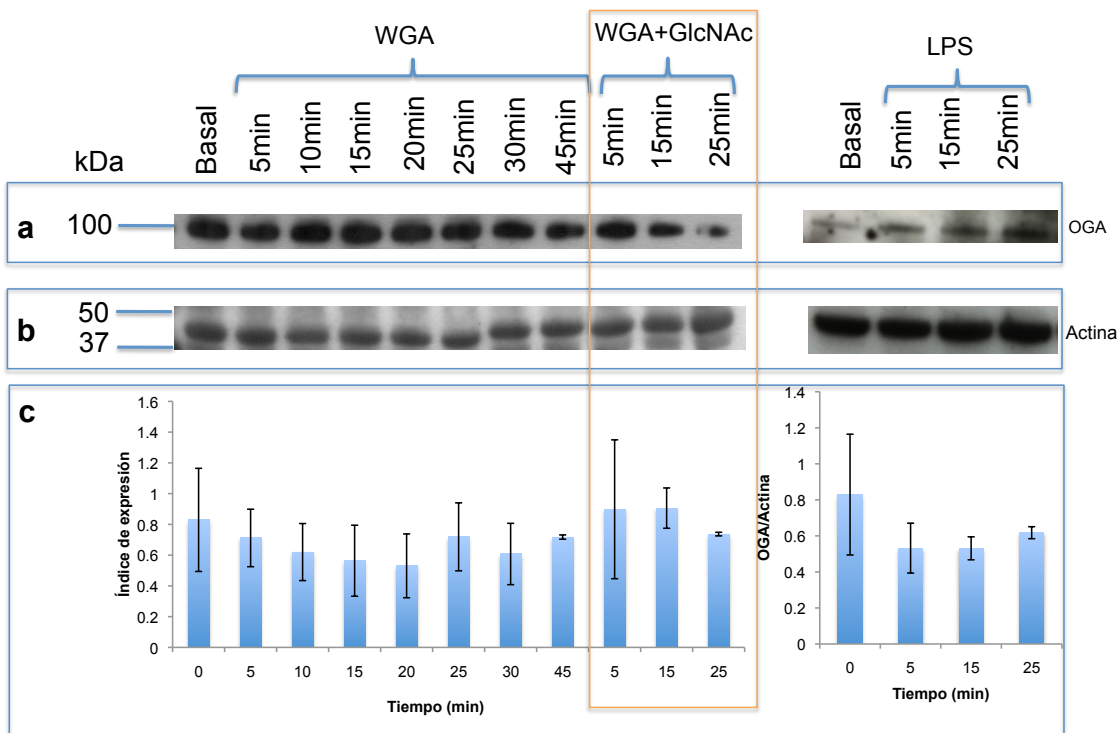 WGA
WGA+GlcNAc
LPS
kDa
Basal
5min
10min
15min
20min
25min
30min
45min
5min
15min
25min
Basal
5min
15min
25min
a
100
OGA
b
50
37
Actina
c
Índice de expresión
1.6
1.4
1.2
1
0.8
0.6
0.4
0.2
0
0 5 10 15 20 25 30 45 5 15 25
Tiempo (min)
OGA/Actina
1.4
1.2
1
0.8
0.6
0.4
0.2
0
0 5 15 25
Tiempo (min)